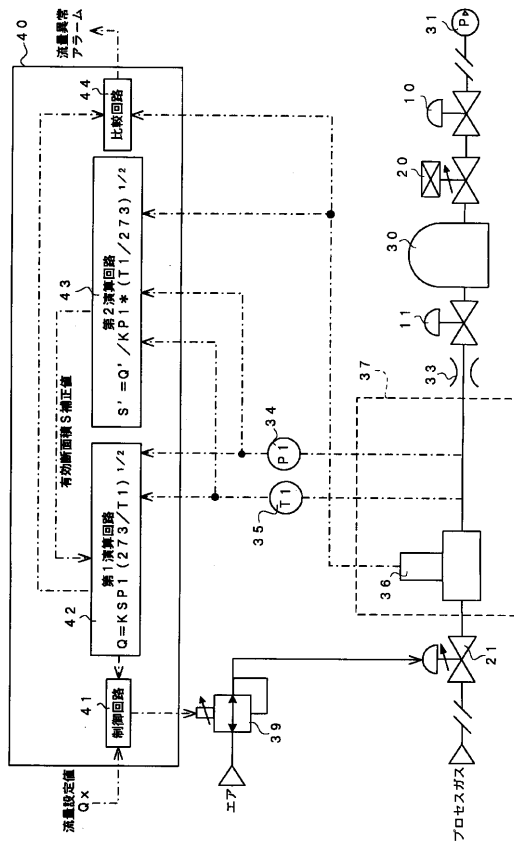 40
流量異常
アラーム
44
比較回路
43
第2演算回路
S'=Q'/KP1*(T1/273)1/2
有効断面積S補正値
42
第1演算回路
Q=KSP1(273/T1)1/2
41
制御回路
流量設定値
Qx
39
エア
プロセスガス
21
36
35
T1
34
P1
37
33
11
30
20
10
31
P